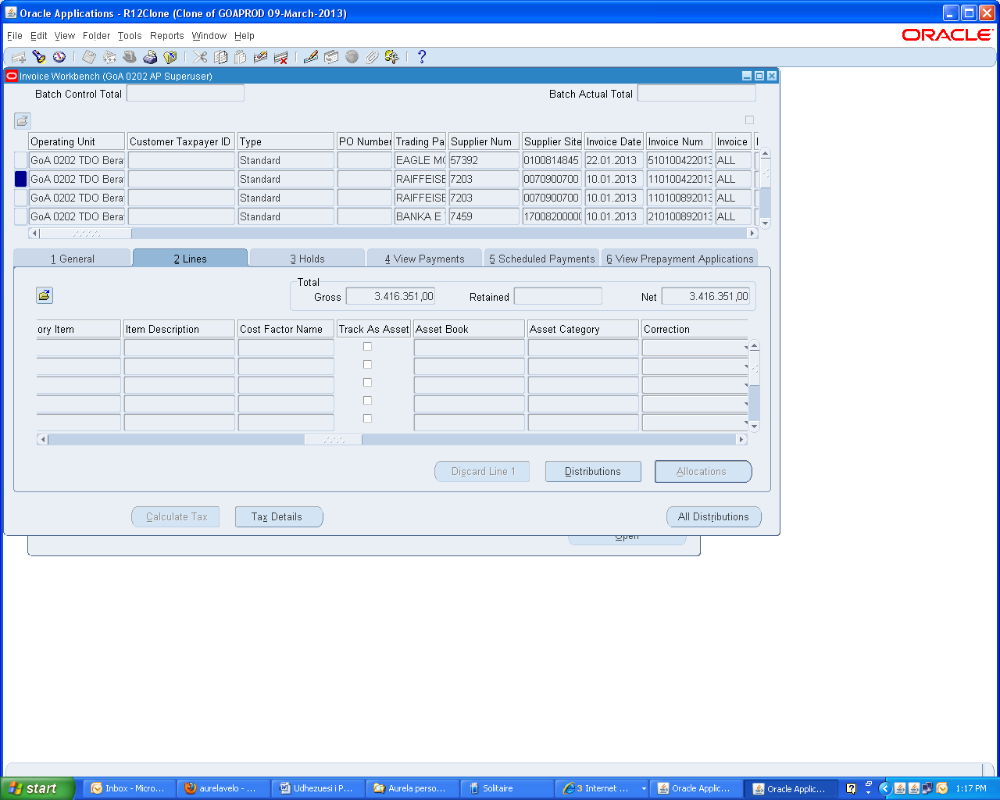 Oracle Applications - R12Clone (Clone of GOAPROD 09-March-2013)
File Edit View Folder Tools Reports Window Help
ORACLE
Invoice Workbench (GoA 0202 AP Superuser)
Batch Control Total Batch Actual Total
Operating Unit Customer Taxpayer ID Type PO Number Trading Pa Supplier Num Supplier Site Invoice Date Invoice Num Invoice
GoA 0202 TDO Bera Standard EAGLE MO 57392 0100814845 22.01.2013 510100422013 ALL
GoA 0202 TDO Bera Standard RAIFFEISE 7203 0070900700 10.01.2013 110100422013 ALL
GoA 0202 TDO Bera Standard RAIFFEISE 7203 0070900700 10.01.2013 110100892013 ALL
GoA 0202 TDO Bera Standard BANKA E 7459 17008200000 10.01.2013 210100892013 ALL
1 General 2 Lines 3 Holds 4 View Payments 5 Scheduled Payments 6 View Prepayment Applications
Total
Gross 3.416.351,00 Retained Net 3.416.351,00
ory Item Item Description Cost Factor Name Track As Asset Asset Book Asset Category Correction
Discard Line 1 Distributions Allocations
Calculate Tax Tax Details All Distributions
Open
start Inbox - Micro... aurelavelo - ... Udhezuesi i P... Aurela perso... Solitaire 3 Internet ... Oracle Applic... Oracle Applic... 1:17 PM